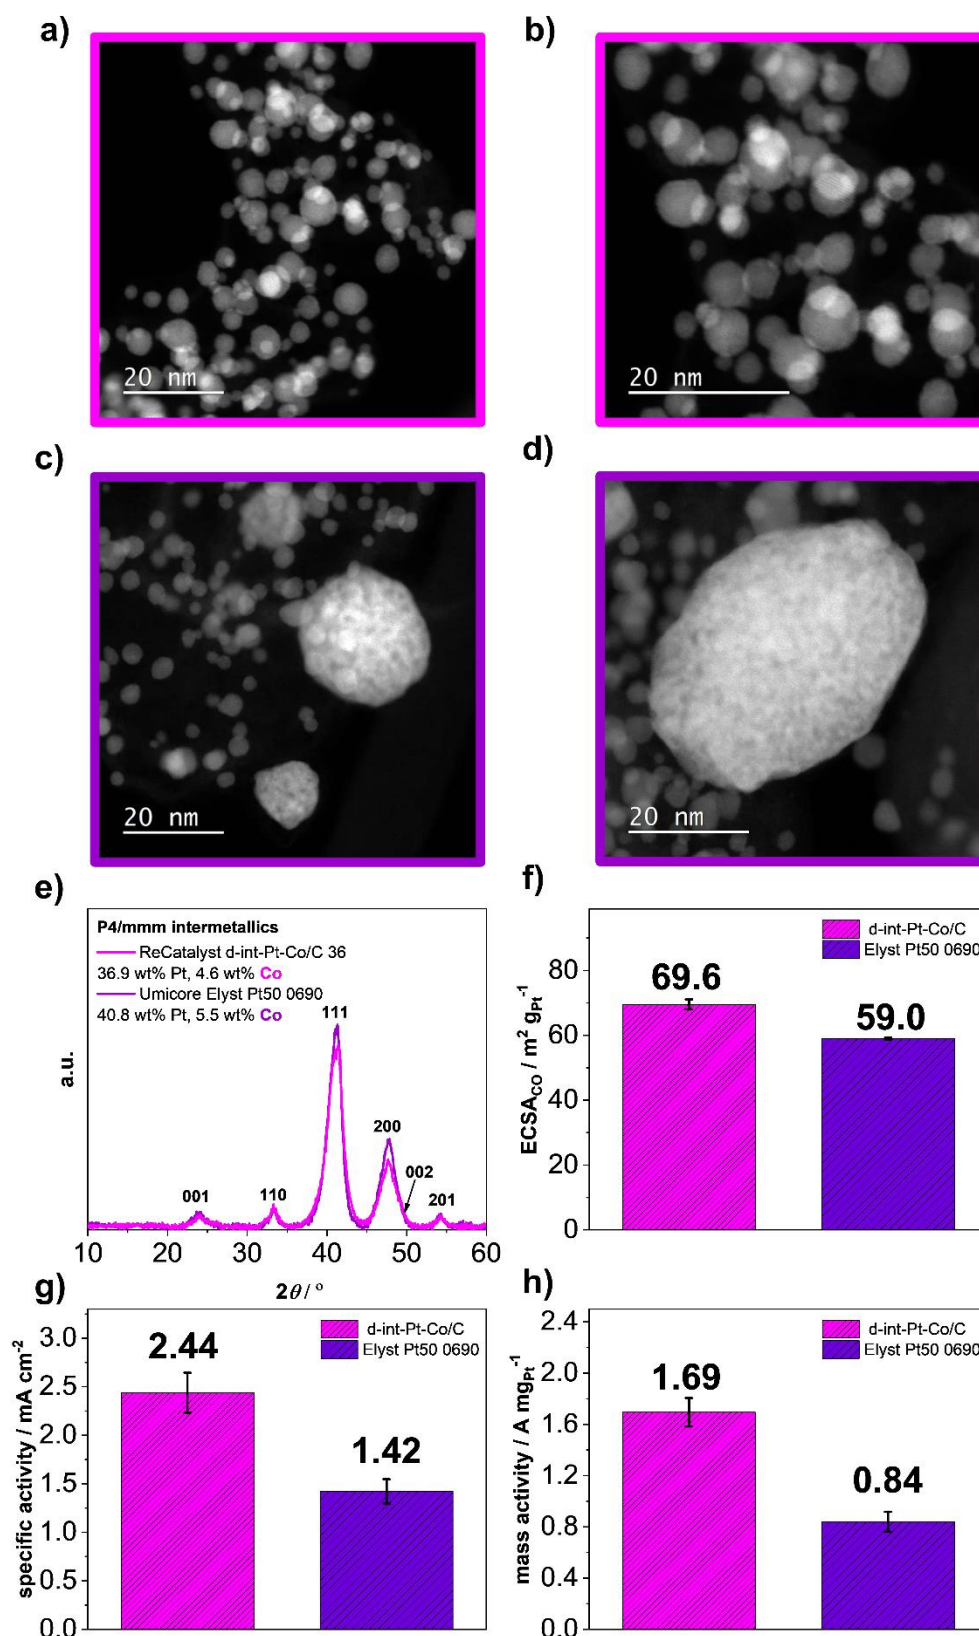 a)
b)
20 nm
20 nm
c)
d)
20 nm
20 nm
e)
P4/mmm intermetallics
ReCatalyst d-int-Pt-Co/C 36
36.9 wt% Pt, 4.6 wt% Co
Umicore Elyst Pt50 0690
40.8 wt% Pt, 5.5 wt% Co
a.u.
001
110
111
200
002
201
10 20 30 40 50 60
2θ / °
f)
d-int-Pt-Co/C
Elyst Pt50 0690
ECSA_CO / m² g_Pt⁻¹
80
60
40
20
0
69.6
59.0
g)
d-int-Pt-Co/C
Elyst Pt50 0690
specific activity / mA cm⁻²
3.0
2.5
2.0
1.5
1.0
0.5
0.0
2.44
1.42
h)
d-int-Pt-Co/C
Elyst Pt50 0690
mass activity / A mg_Pt⁻¹
2.4
2.0
1.6
1.2
0.8
0.4
0.0
1.69
0.84